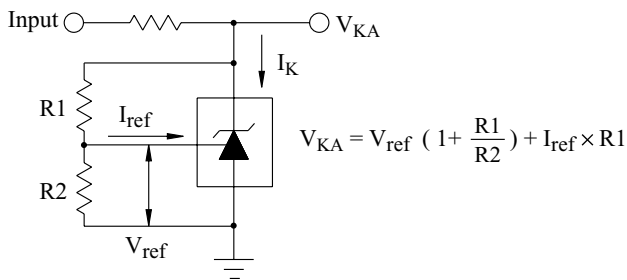 Input
V_KA
I_K
R1
I_ref
V_KA = V_ref ( 1+ R1/R2 ) + I_ref × R1
R2
V_ref